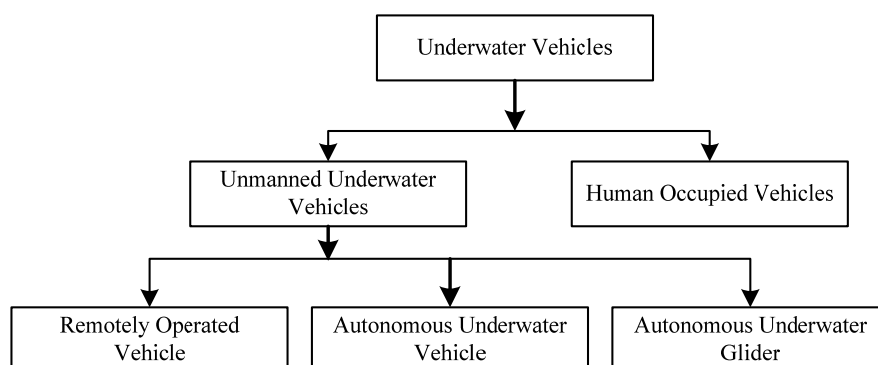 Underwater Vehicles
Unmanned Underwater
Vehicles
Human Occupied Vehicles
Remotely Operated
Vehicle
Autonomous Underwater
Vehicle
Autonomous Underwater
Glider